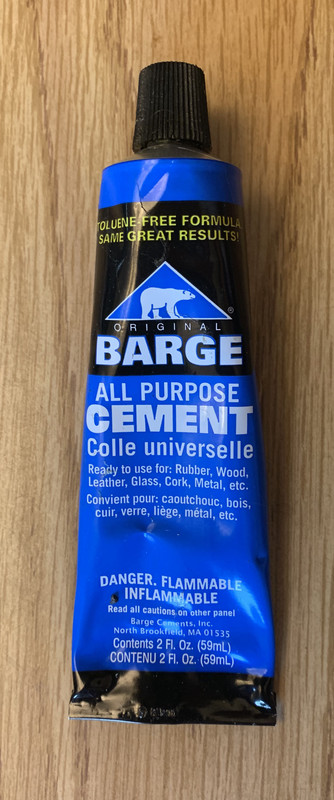 TOLUENE-FREE FORMULA
SAME GREAT RESULTS!
®
ORIGINAL
BARGE
ALL PURPOSE
CEMENT
Colle universelle
Ready to use for: Rubber, Wood,
Leather, Glass, Cork, Metal, etc.
Convient pour: caoutchouc, bois,
cuir, verre, liège, métal, etc.
DANGER. FLAMMABLE
INFLAMMABLE
Read all cautions on other panel
Barge Cements, Inc.
North Brookfield, MA 01535
Contents 2 Fl. Oz. (59mL)
CONTENU 2 Fl. Oz. (59mL)